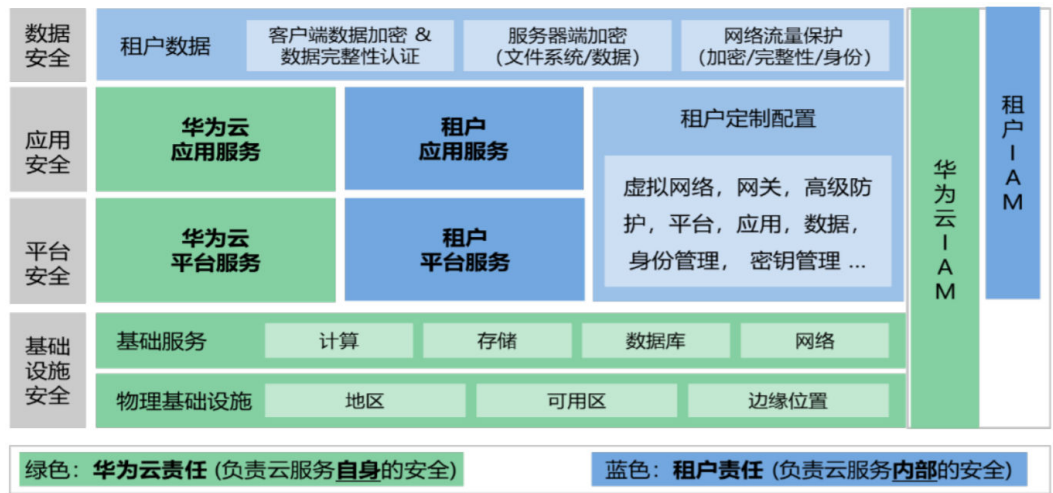 数据
安全
租户数据
客户端数据加密 &
数据完整性认证
服务器端加密
(文件系统/数据)
网络流量保护
(加密/完整性/身份)
应用
安全
华为云
应用服务
租户
应用服务
租户定制配置
虚拟网络，网关，高级防
护，平台，应用，数据，
身份管理， 密钥管理 ...
平台
安全
华为云
平台服务
租户
平台服务
基础
设施
安全
基础服务
计算
存储
数据库
网络
物理基础设施
地区
可用区
边缘位置
华为云IAM
租户IAM
绿色：华为云责任 (负责云服务自身的安全)
蓝色：租户责任 (负责云服务内部的安全)